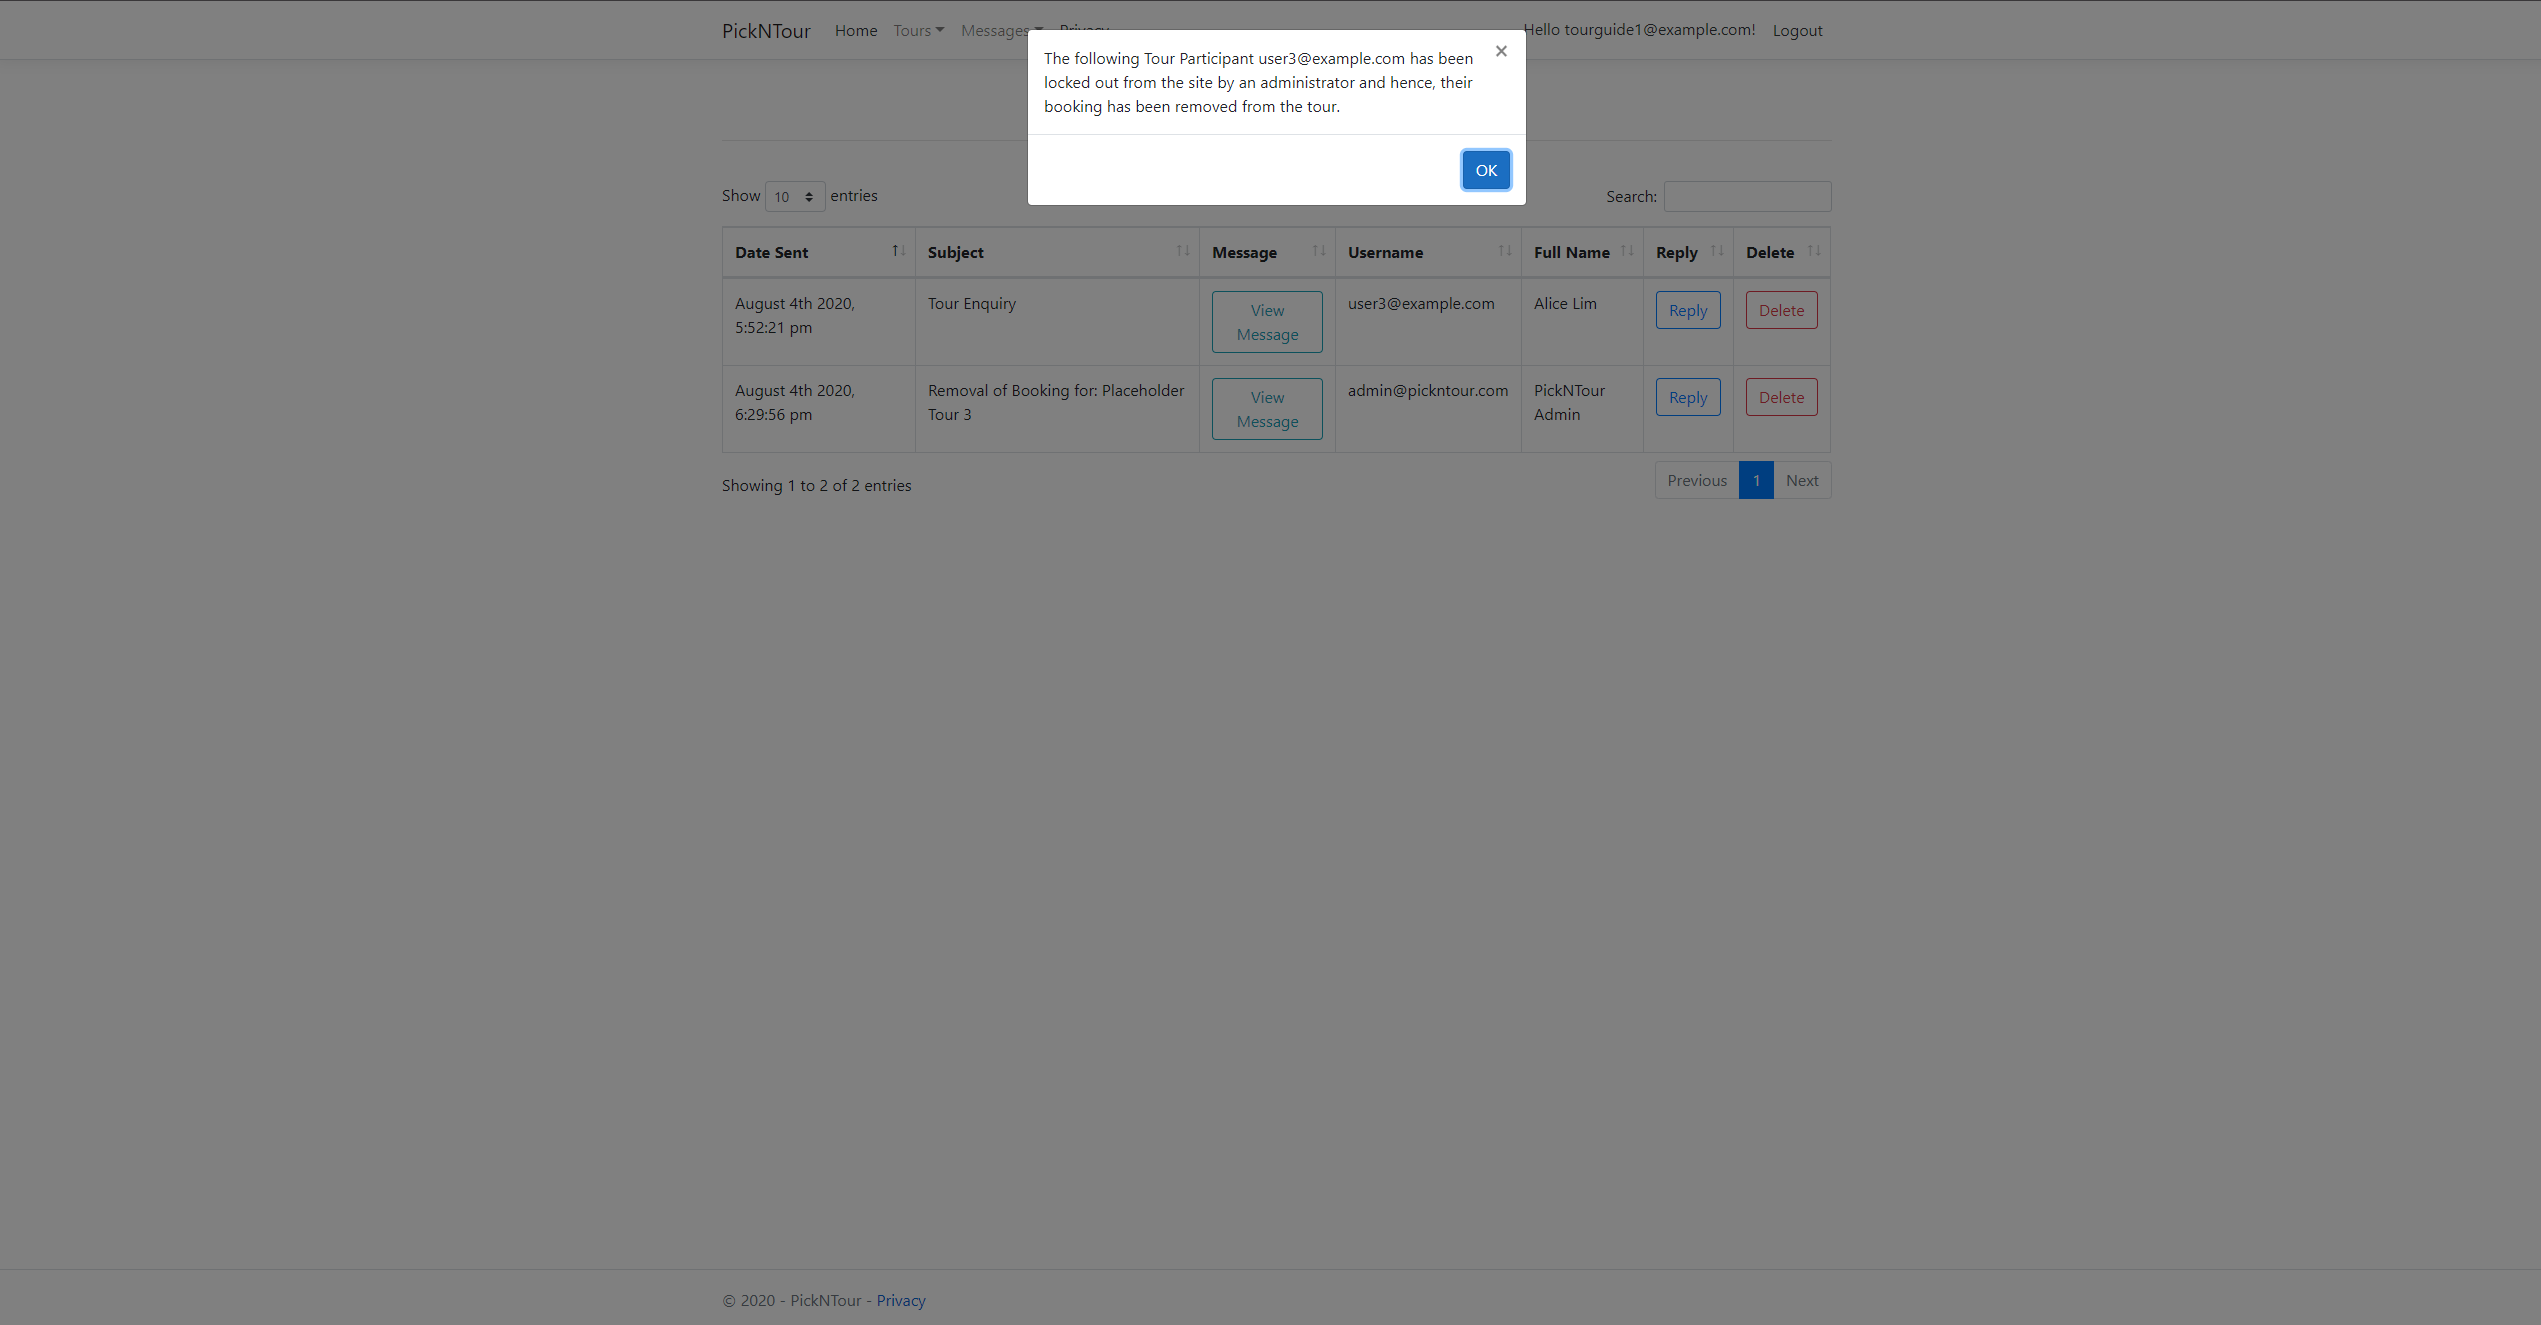 PickNTour Home Tours Messages Privacy Hello tourguide1@example.com! Logout
The following Tour Participant user3@example.com has been
locked out from the site by an administrator and hence, their
booking has been removed from the tour.
×
OK
Show 10 entries Search:
Date Sent Subject Message Username Full Name Reply Delete
August 4th 2020,
5:52:21 pm
Tour Enquiry
View
Message
user3@example.com
Alice Lim
Reply
Delete
August 4th 2020,
6:29:56 pm
Removal of Booking for: Placeholder
Tour 3
View
Message
admin@pickntour.com
PickNTour
Admin
Reply
Delete
Showing 1 to 2 of 2 entries
Previous 1 Next
© 2020 - PickNTour - Privacy